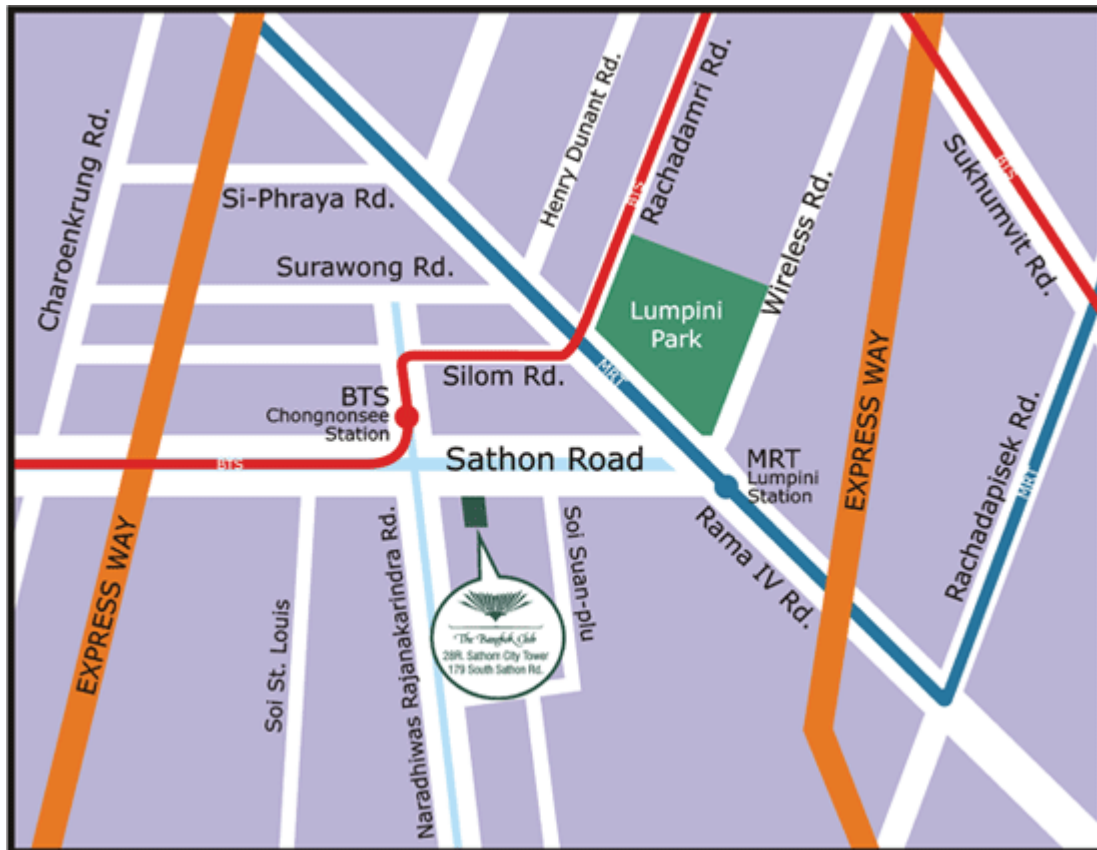 Charoenkrung Rd.
Si-Phraya Rd.
Surawong Rd.
Henry Dunant Rd.
BTS
Rachadamri Rd.
Wireless Rd.
BTS
Sukhumvit Rd.
Lumpini
Park
Silom Rd.
MRT
BTS
Chongnonsee
Station
BTS
Sathon Road
MRT
Lumpini
Station
EXPRESS WAY
Rachadapisek Rd.
MRT
Rama IV Rd.
EXPRESS WAY
Soi St. Louis
Naradhiwas Rajanakarindra Rd.
Soi Suan-plu
The Bangkok Club
28R. Sathorn City Tower
179 South Sathon Rd.